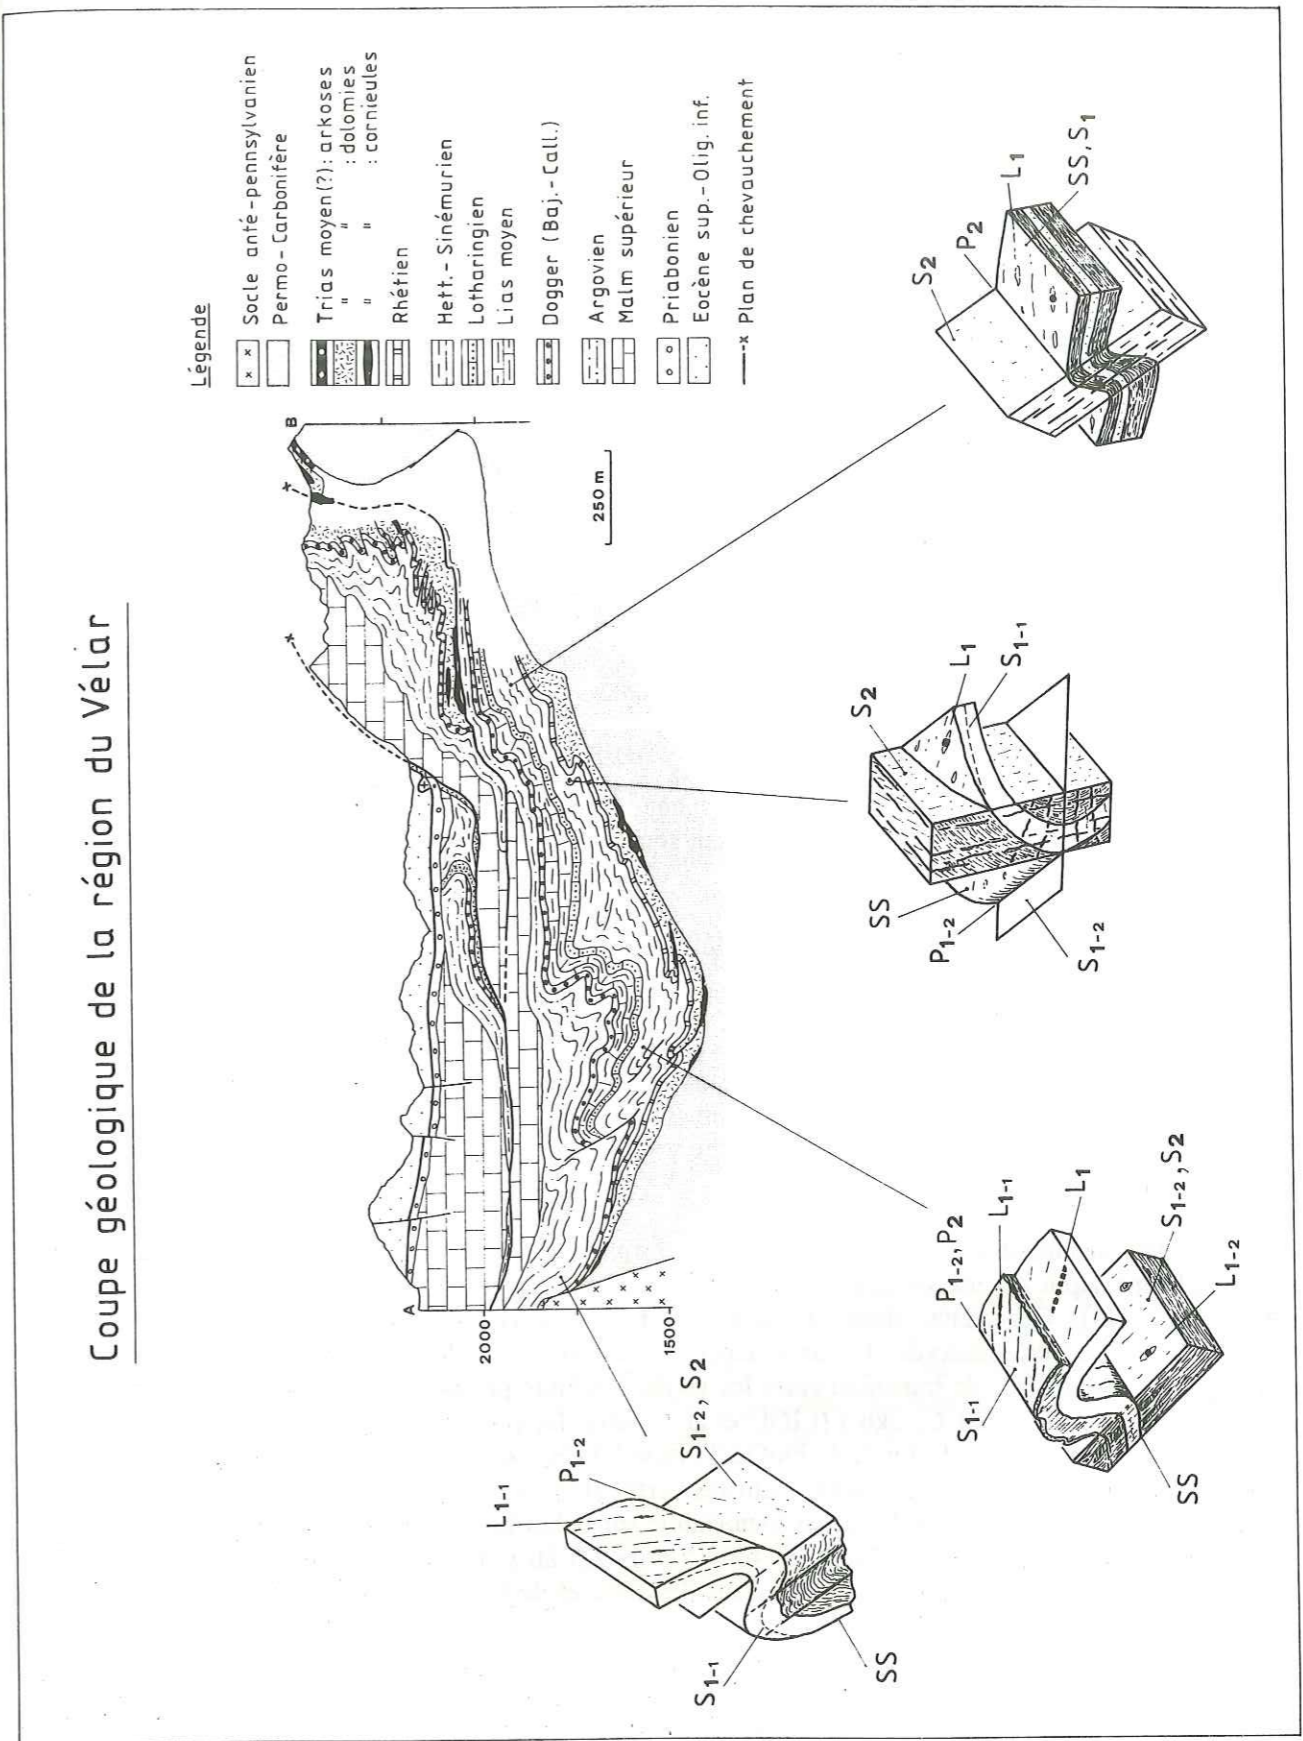 Coupe géologique de la région du Vélar
Légende
Socle anté-pennsylvanien
Permo-Carbonifère
Trias moyen(?): arkoses
" " : dolomies
" " : cornieules
Rhétien
Hett.- Sinémurien
Lotharingien
Lias moyen
Dogger (Baj.-Call.)
Argovien
Malm supérieur
Priabonien
Eocène sup.-Olig. inf.
x Plan de chevauchement
A
B
x
x
2000
1500
250 m
L1-1
P1-2
S1-2, S2
S1-1
SS
P1-2, P2
L1-1
L1
S1-1
S1-2, S2
L1-2
SS
S2
L1
S1-1
SS
P1-2
S1-2
S2
P2
L1
SS, S1